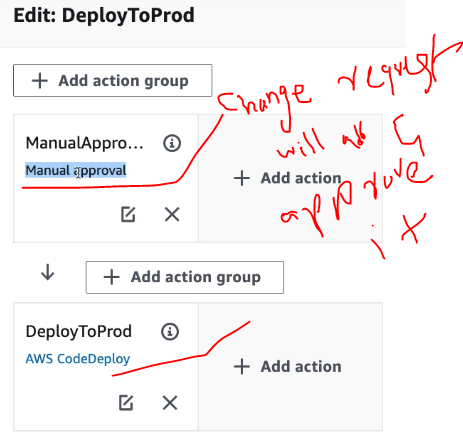 Edit: DeployToProd
+ Add action group
ManualAppro...
Manual approval
+ Add action
Change request
will
approve
it
+ Add action group
DeployToProd
AWS CodeDeploy
+ Add action